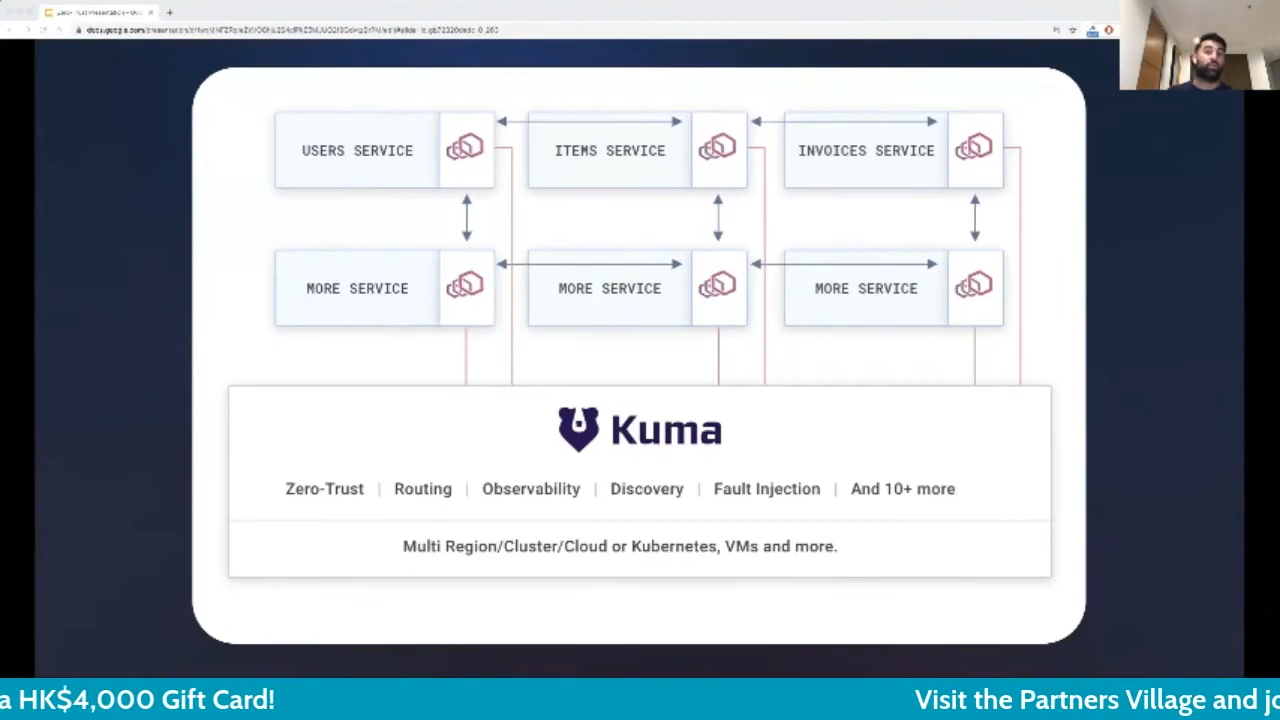 USERS SERVICE
ITEMS SERVICE
INVOICES SERVICE
MORE SERVICE
MORE SERVICE
MORE SERVICE
Kuma
Zero-Trust | Routing | Observability | Discovery | Fault Injection | And 10+ more
Multi Region/Cluster/Cloud or Kubernetes, VMs and more.
a HK$4,000 Gift Card!
Visit the Partners Village and jo